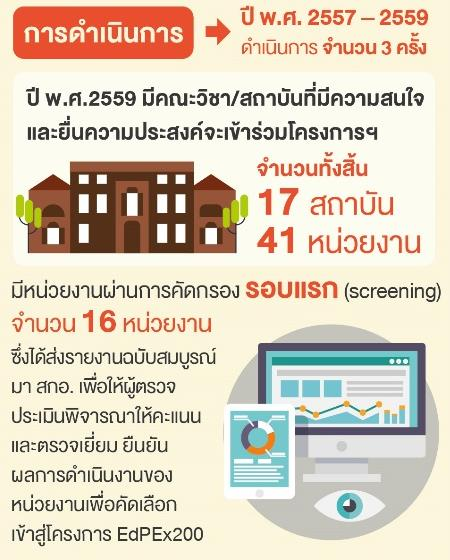 การดำเนินการ
ปี พ.ศ. 2557 – 2559
ดำเนินการ จำนวน 3 ครั้ง
ปี พ.ศ.2559 มีคณะวิชา/สถาบันที่มีความสนใจ
และยื่นความประสงค์จะเข้าร่วมโครงการฯ
จำนวนทั้งสิ้น
17 สถาบัน
41 หน่วยงาน
มีหน่วยงานผ่านการคัดกรอง รอบแรก (screening)
จำนวน 16 หน่วยงาน
ซึ่งได้ส่งรายงานฉบับสมบูรณ์
มา สกอ. เพื่อให้ผู้ตรวจ
ประเมินพิจารณาให้คะแนน
และตรวจเยี่ยม ยืนยัน
ผลการดำเนินงานของ
หน่วยงานเพื่อคัดเลือก
เข้าสู่โครงการ EdPEx200